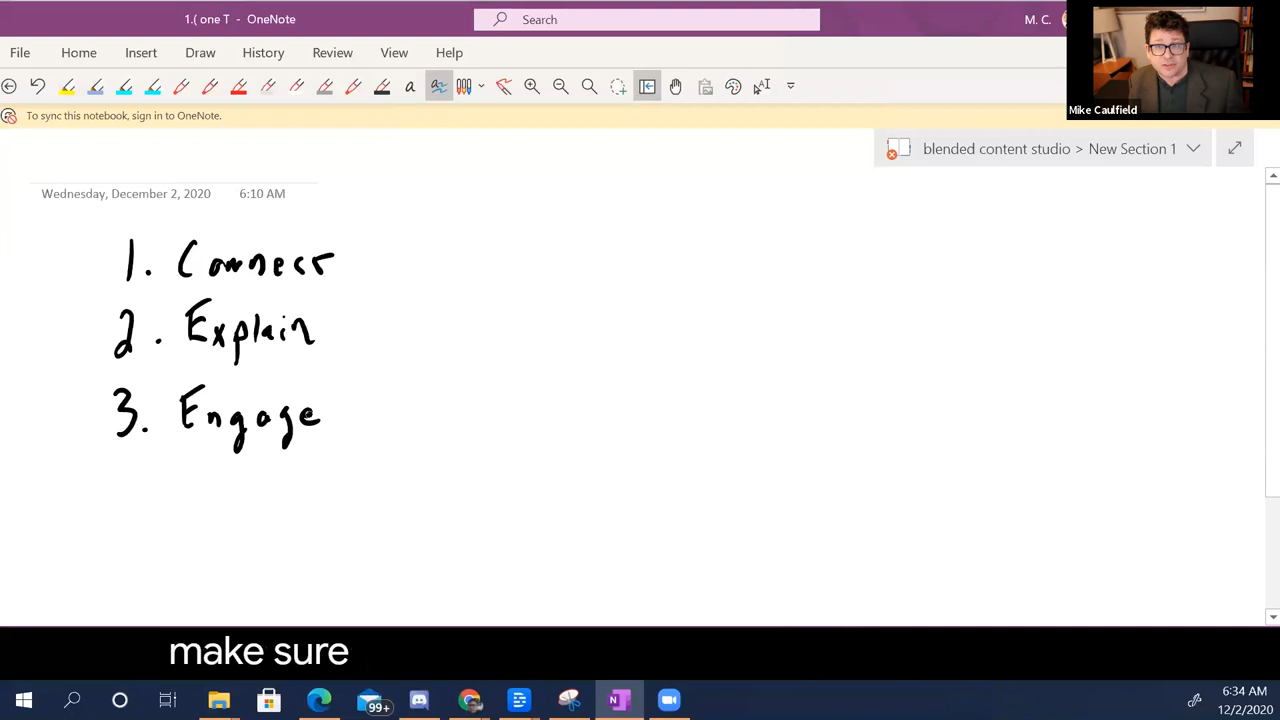 1.( one T - OneNote
Search
M. C.
Mike Caulfield
File Home Insert Draw History Review View Help
To sync this notebook, sign in to OneNote.
blended content studio > New Section 1
Wednesday, December 2, 2020 6:10 AM
1. Connect
2. Explain
3. Engage
make sure
99+
6:34 AM
12/2/2020